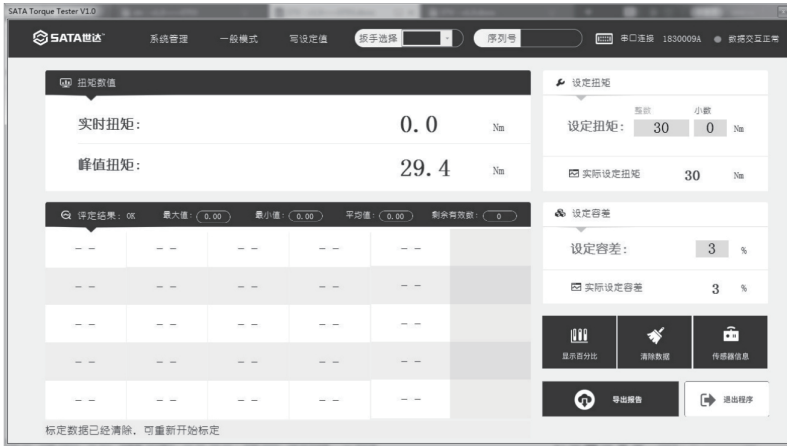 SATA Torque Tester V1.0
SATA世达 系统管理 一般模式 写设定值 扳手选择 序列号 串口连接 1830009A 数据交互正常
扭矩数值
实时扭矩: 0.0 Nm
峰值扭矩: 29.4 Nm
设定扭矩
整数 小数
设定扭矩: 30 0 Nm
实际设定扭矩 30 Nm
评定结果: OK 最大值: 0.00 最小值: 0.00 平均值: 0.00 剩余有效数: 0
-- -- -- -- --
-- -- -- -- --
-- -- -- -- --
-- -- -- -- --
-- -- -- -- --
设定容差
设定容差: 3 %
实际设定容差 3 %
显示百分比 清除数据 传感器信息
导出报告 退出程序
标定数据已经清除，可重新开始标定